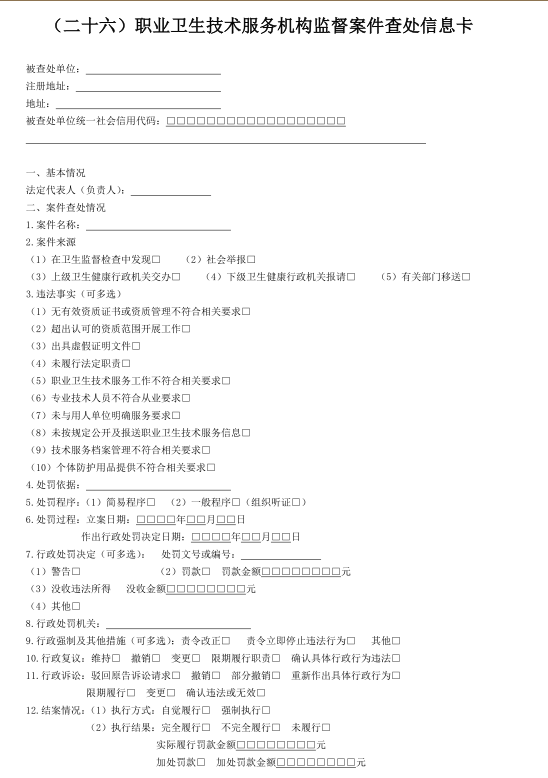 （二十六）职业卫生技术服务机构监督案件查处信息卡
被查处单位：
注册地址：
地址：
被查处单位统一社会信用代码：□□□□□□□□□□□□□□□□□□
一、基本情况
法定代表人（负责人）：
二、案件查处情况
1.案件名称：
2.案件来源
（1）在卫生监督检查中发现□ （2）社会举报□
（3）上级卫生健康行政机关交办□ （4）下级卫生健康行政机关报请□ （5）有关部门移送□
3.违法事实（可多选）
（1）无有效资质证书或资质管理不符合相关要求□
（2）超出认可的资质范围开展工作□
（3）出具虚假证明文件□
（4）未履行法定职责□
（5）职业卫生技术服务工作不符合相关要求□
（6）专业技术人员不符合从业要求□
（7）未与用人单位明确服务要求□
（8）未按规定公开及报送职业卫生技术服务信息□
（9）技术服务档案管理不符合相关要求□
（10）个体防护用品提供不符合相关要求□
4.处罚依据：
5.处罚程序：（1）简易程序□ （2）一般程序□（组织听证□）
6.处罚过程：立案日期：□□□□年□□月□□日
作出行政处罚决定日期：□□□□年□□月□□日
7.行政处罚决定（可多选）： 处罚文号或编号：
（1）警告□ （2）罚款□ 罚款金额□□□□□□□□元
（3）没收违法所得 没收金额□□□□□□□□元
（4）其他□
8.行政处罚机关：
9.行政强制及其他措施（可多选）：责令改正□ 责令立即停止违法行为□ 其他□
10.行政复议：维持□ 撤销□ 变更□ 限期履行职责□ 确认具体行政行为违法□
11.行政诉讼：驳回原告诉讼请求□ 撤销□ 部分撤销□ 重新作出具体行政行为□
限期履行□ 变更□ 确认违法或无效□
12.结案情况：（1）执行方式：自觉履行□ 强制执行□
（2）执行结果：完全履行□ 不完全履行□ 未履行□
实际履行罚款金额□□□□□□□□元
加处罚款□ 加处罚款金额□□□□□□□□元